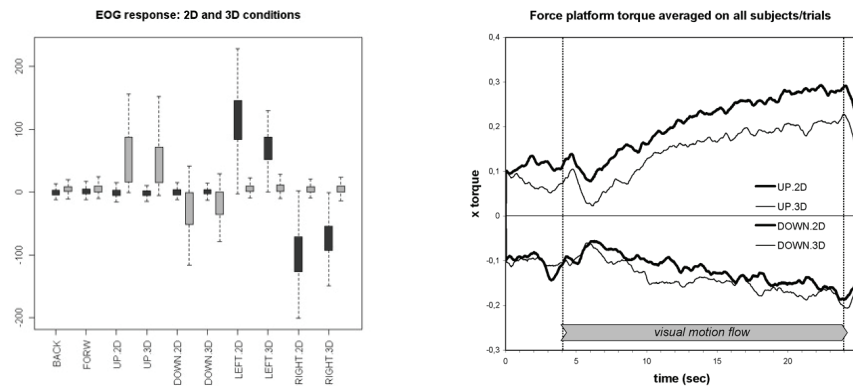 EOG response: 2D and 3D conditions
200
100
0
-100
-200
BACK
FORW
UP.2D
UP.3D
DOWN.2D
DOWN.3D
LEFT.2D
LEFT.3D
RIGHT.2D
RIGHT.3D
Force platform torque averaged on all subjects/trials
0,4
0,3
0,2
0,1
0
-0,1
-0,2
-0,3
x torque
UP.2D
UP.3D
DOWN.2D
DOWN.3D
visual motion flow
0
5
10
15
20
time (sec)